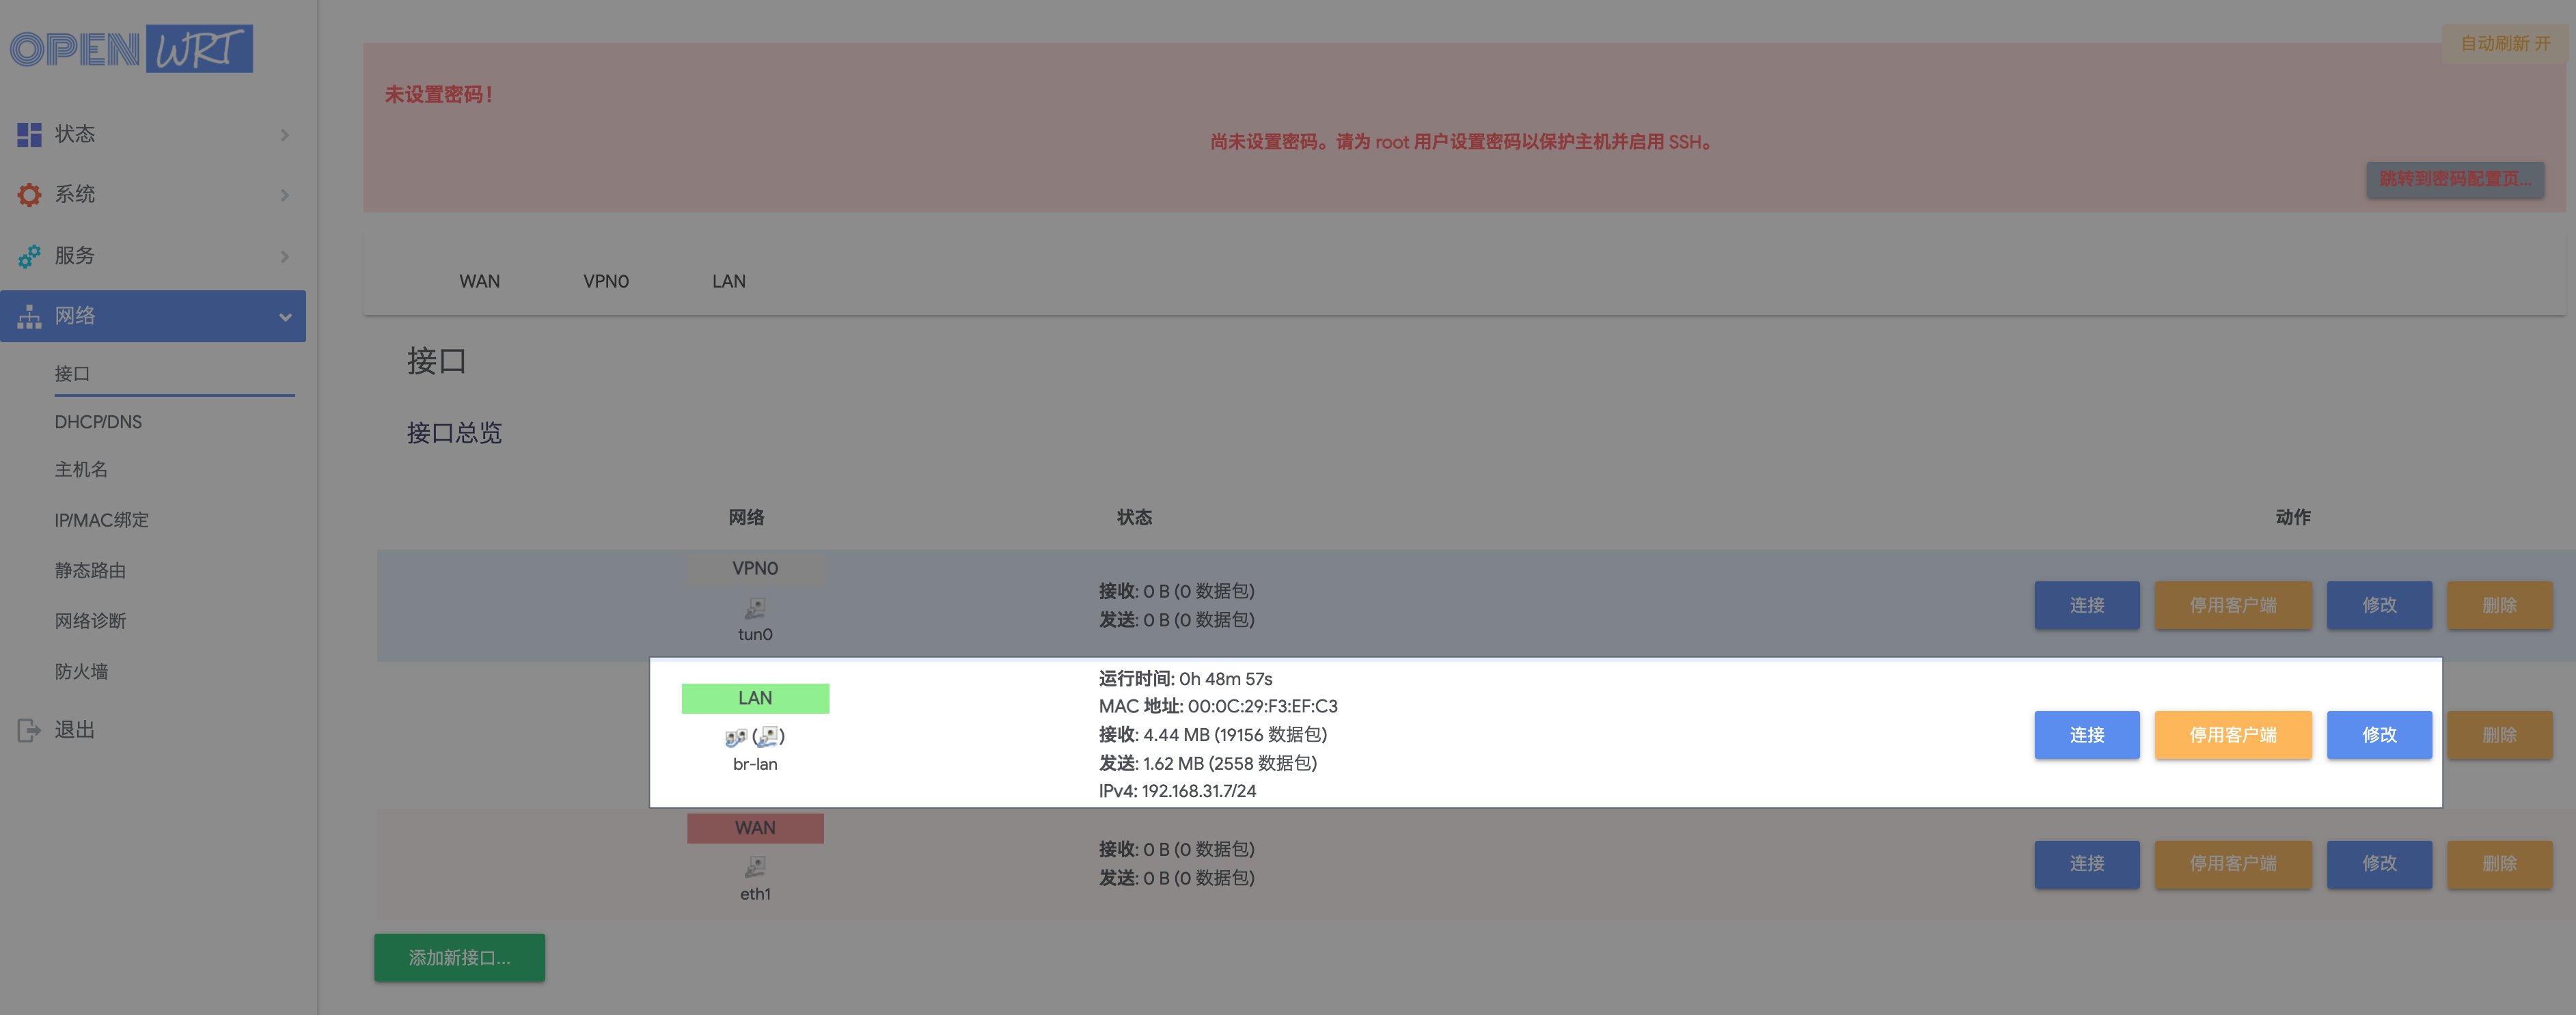 OPENWRT
自动刷新 开
未设置密码！
尚未设置密码。请为 root 用户设置密码以保护主机并启用 SSH。
跳转到密码配置页...
状态
系统
服务
网络
接口
DHCP/DNS
主机名
IP/MAC绑定
静态路由
网络诊断
防火墙
退出
WAN VPN0 LAN
接口
接口总览
网络 状态 动作
VPN0
tun0
接收: 0 B (0 数据包)
发送: 0 B (0 数据包)
连接 停用客户端 修改 删除
LAN
( )
br-lan
运行时间: 0h 48m 57s
MAC 地址: 00:0C:29:F3:EF:C3
接收: 4.44 MB (19156 数据包)
发送: 1.62 MB (2558 数据包)
IPv4: 192.168.31.7/24
连接 停用客户端 修改 删除
WAN
eth1
接收: 0 B (0 数据包)
发送: 0 B (0 数据包)
连接 停用客户端 修改 删除
添加新接口...